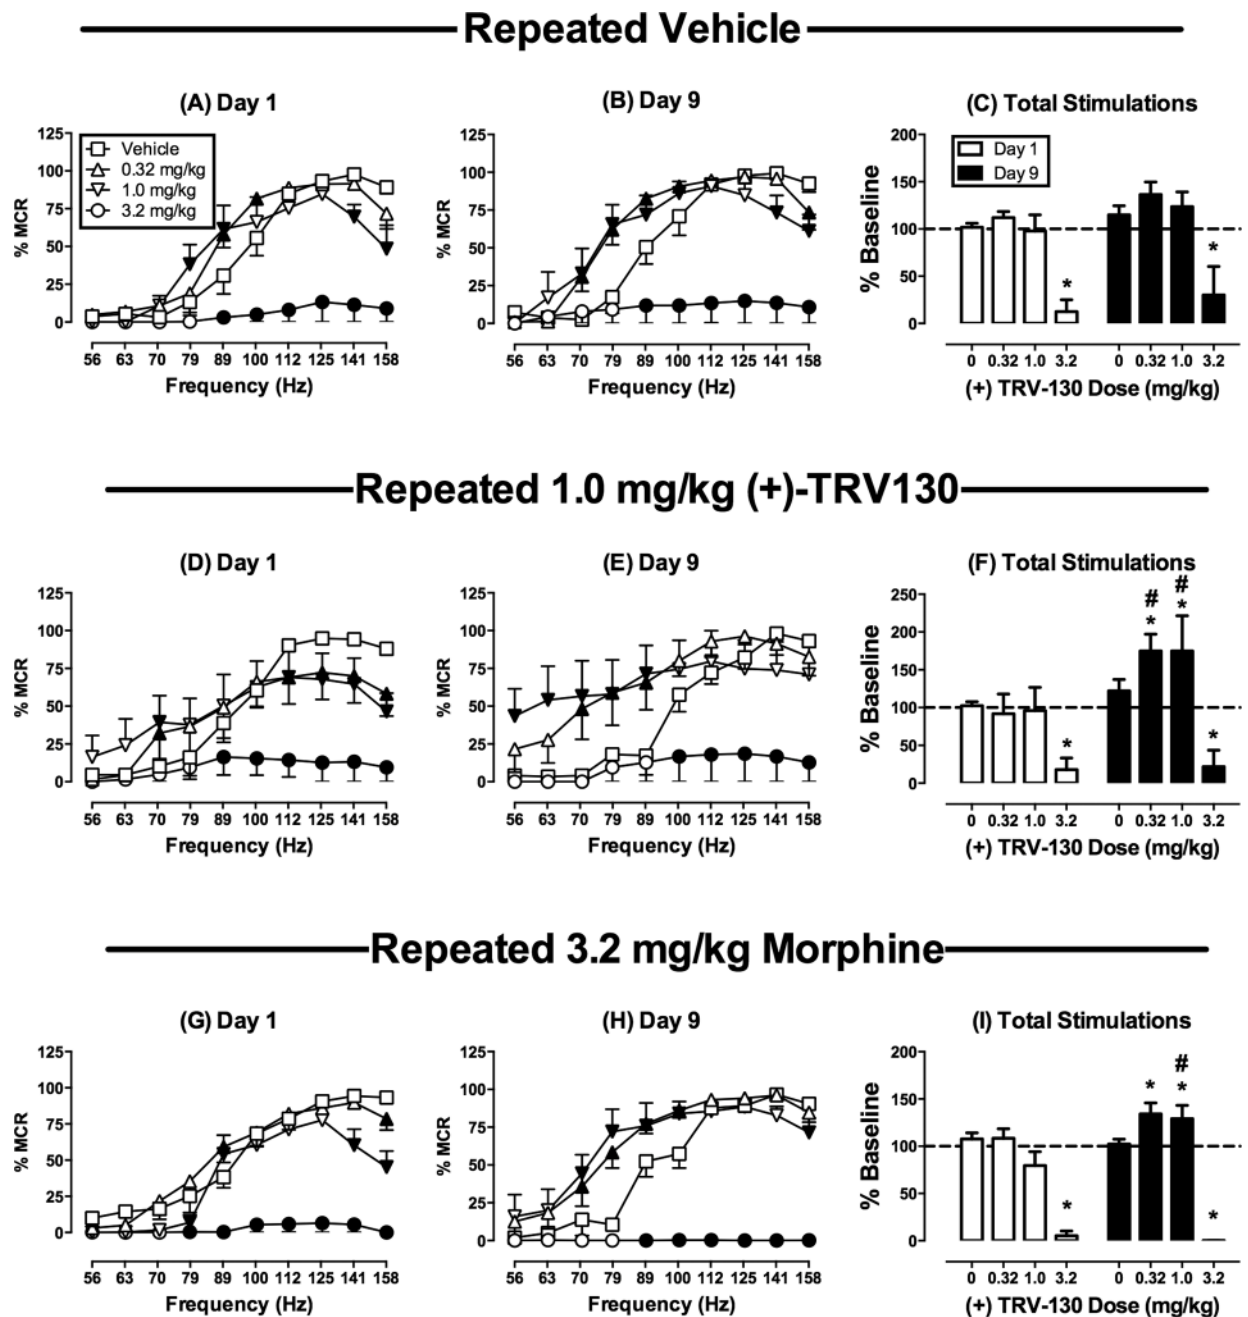 Repeated Vehicle
(A) Day 1
(B) Day 9
(C) Total Stimulations
% MCR
125
100
75
50
25
0
Vehicle
0.32 mg/kg
1.0 mg/kg
3.2 mg/kg
56 63 70 79 89 100 112 125 141 158
Frequency (Hz)
% MCR
125
100
75
50
25
0
56 63 70 79 89 100 112 125 141 158
Frequency (Hz)
% Baseline
200
150
100
50
0
Day 1
Day 9
*
*
0 0.32 1.0 3.2 0 0.32 1.0 3.2
(+) TRV-130 Dose (mg/kg)
Repeated 1.0 mg/kg (+)-TRV130
(D) Day 1
(E) Day 9
(F) Total Stimulations
% MCR
125
100
75
50
25
0
56 63 70 79 89 100 112 125 141 158
Frequency (Hz)
% MCR
125
100
75
50
25
0
56 63 70 79 89 100 112 125 141 158
Frequency (Hz)
% Baseline
250
200
150
100
50
0
# #
* *
* *
0 0.32 1.0 3.2 0 0.32 1.0 3.2
(+) TRV-130 Dose (mg/kg)
Repeated 3.2 mg/kg Morphine
(G) Day 1
(H) Day 9
(I) Total Stimulations
% MCR
125
100
75
50
25
0
56 63 70 79 89 100 112 125 141 158
Frequency (Hz)
% MCR
125
100
75
50
25
0
56 63 70 79 89 100 112 125 141 158
Frequency (Hz)
% Baseline
200
150
100
50
0
#
* *
* *
0 0.32 1.0 3.2 0 0.32 1.0 3.2
(+) TRV-130 Dose (mg/kg)